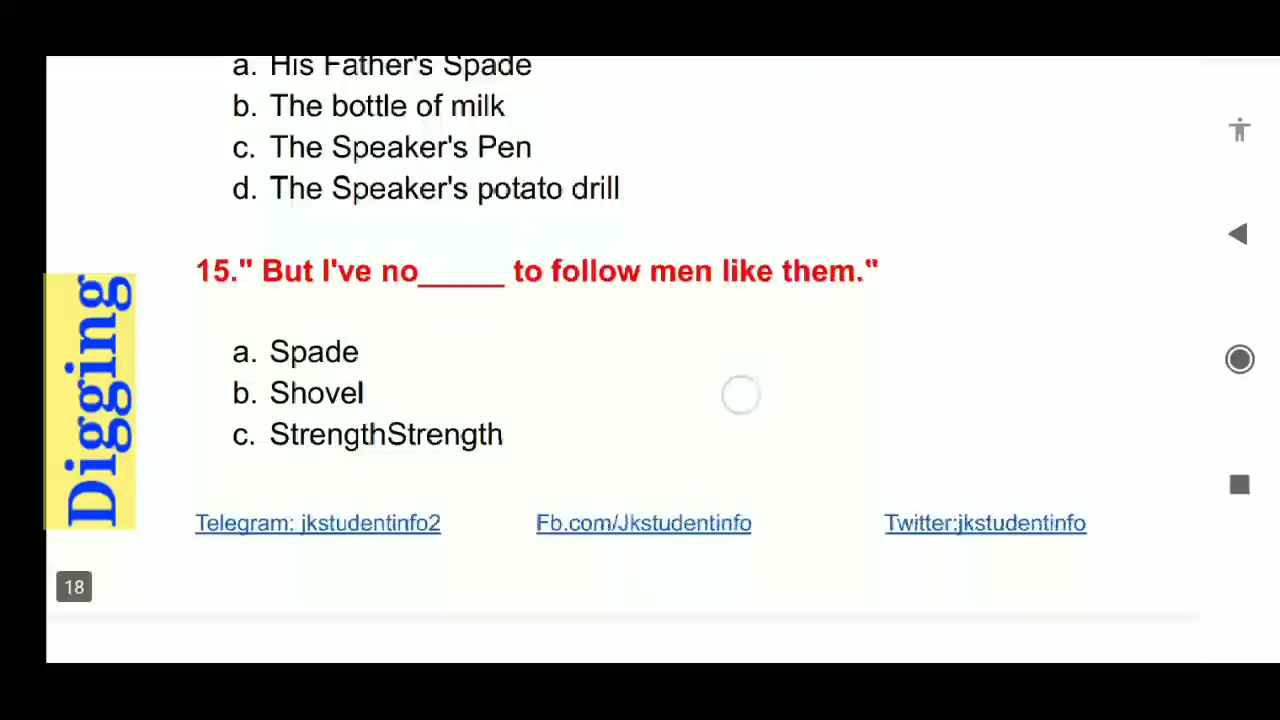 a. His Father's Spade
b. The bottle of milk
c. The Speaker's Pen
d. The Speaker's potato drill
15." But I've no_____ to follow men like them."
a. Spade
b. Shovel
c. StrengthStrength
Digging
Telegram: jkstudentinfo2 Fb.com/Jkstudentinfo Twitter:jkstudentinfo
18